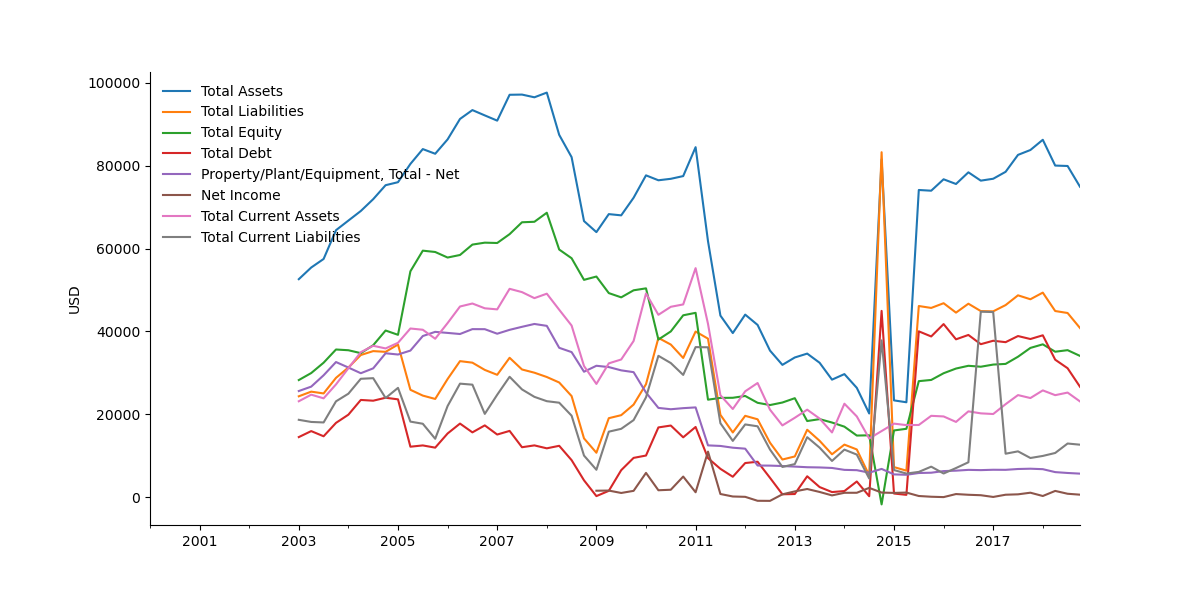 100000
80000
60000
40000
20000
0
USD
Total Assets
Total Liabilities
Total Equity
Total Debt
Property/Plant/Equipment, Total - Net
Net Income
Total Current Assets
Total Current Liabilities
2001 2003 2005 2007 2009 2011 2013 2015 2017